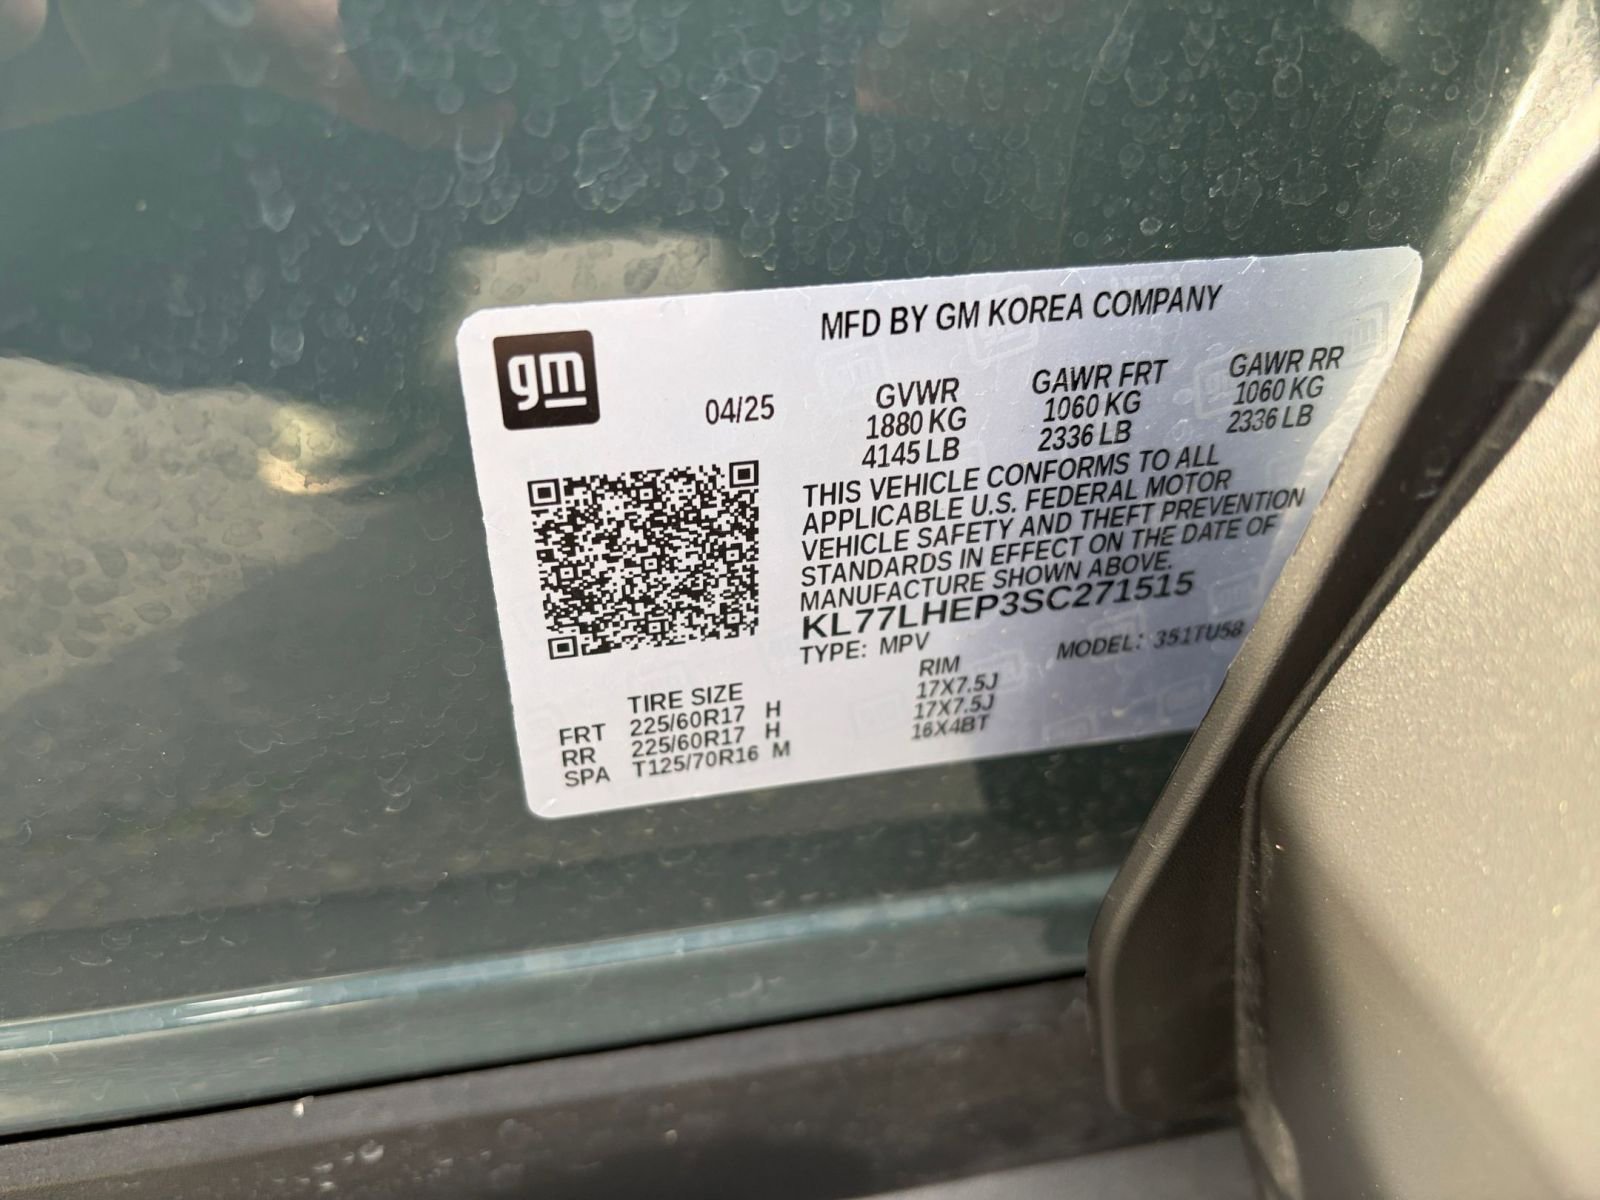 gm
MFD BY GM KOREA COMPANY
04/25
GVWR GAWR FRT GAWR RR
1880 KG 1060 KG 1060 KG
4145 LB 2336 LB 2336 LB
THIS VEHICLE CONFORMS TO ALL
APPLICABLE U.S. FEDERAL MOTOR
VEHICLE SAFETY AND THEFT PREVENTION
STANDARDS IN EFFECT ON THE DATE OF
MANUFACTURE SHOWN ABOVE.
KL77LHEP3SC271515
TYPE: MPV MODEL: 351TU58
TIRE SIZE RIM
FRT 225/60R17 H 17X7.5J
RR 225/60R17 H 17X7.5J
SPA T125/70R16 M 16X4BT